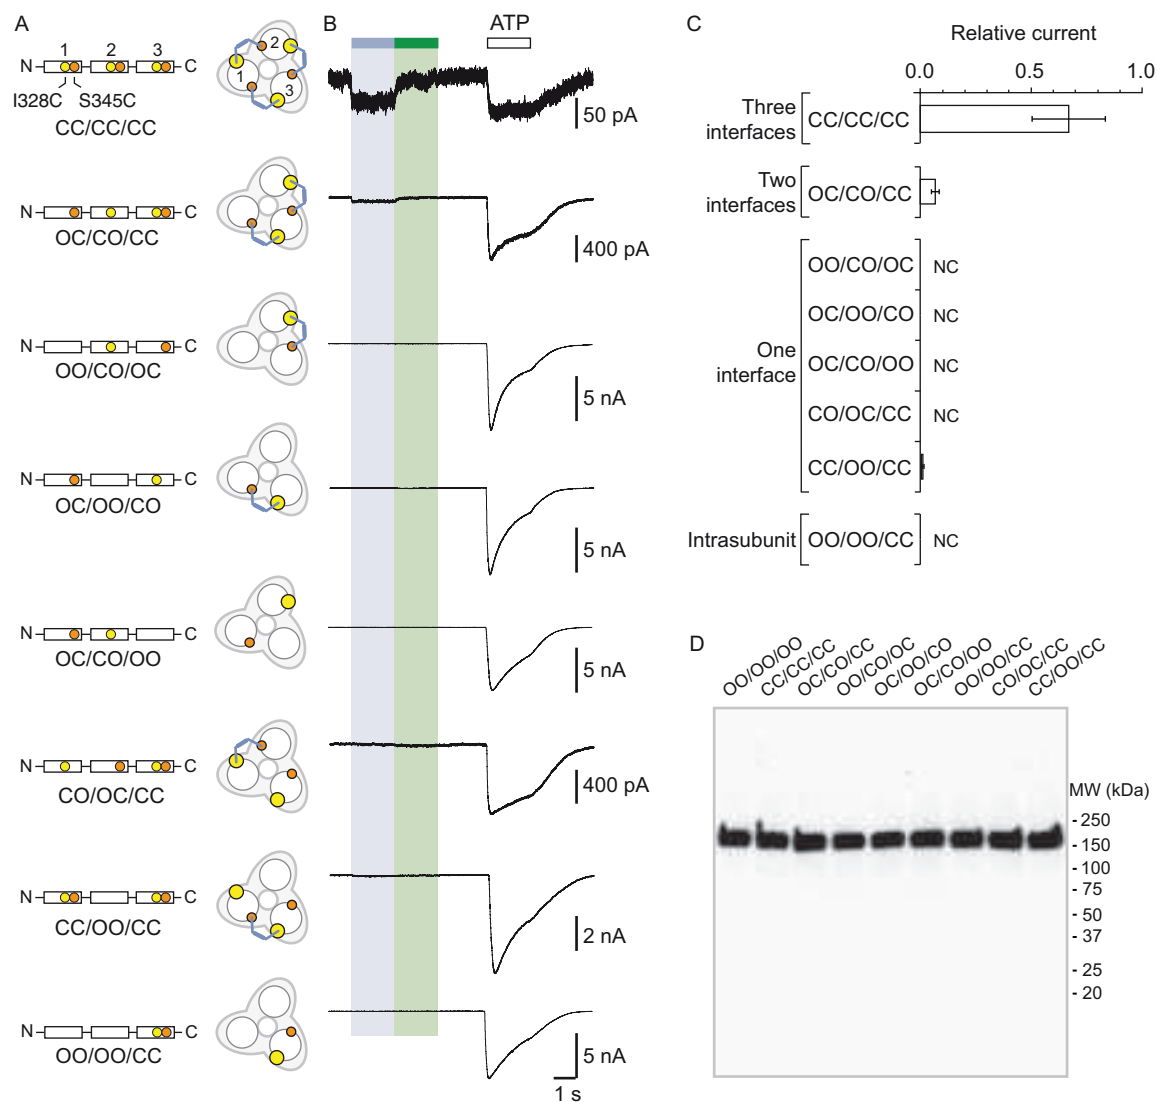 A
1 2 3
N C
I328C S345C
CC/CC/CC
N C
OC/CO/CC
N C
OO/CO/OC
N C
OC/OO/CO
N C
OC/CO/OO
N C
CO/OC/CC
N C
CC/OO/CC
N C
OO/OO/CC
1
2
3
B
ATP
50 pA
400 pA
5 nA
5 nA
5 nA
400 pA
2 nA
5 nA
1 s
C
Relative current
0.0 0.5 1.0
Three
interfaces
CC/CC/CC
Two
interfaces
OC/CO/CC
One
interface
OO/CO/OC NC
OC/OO/CO NC
OC/CO/OO NC
CO/OC/CC NC
CC/OO/CC
Intrasubunit OO/OO/CC NC
D
OO/OO/OO
CC/CC/CC
OC/CO/CC
OO/CO/OC
OC/OO/CO
OC/CO/OO
OO/OO/CC
CO/OC/CC
CC/OO/CC
MW (kDa)
- 250
- 150
- 100
- 75
- 50
- 37
- 25
- 20